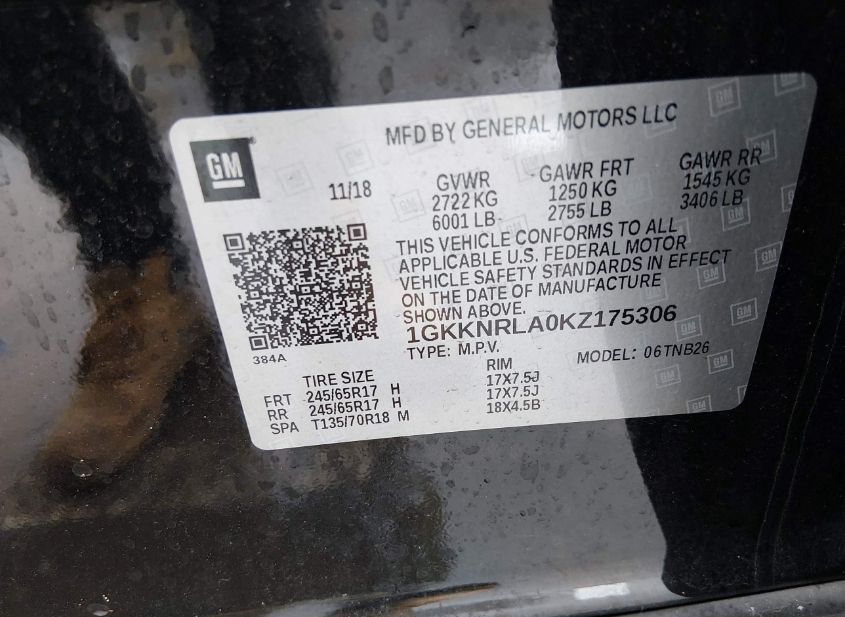 MFD BY GENERAL MOTORS LLC
GM
11/18
GVWR
2722 KG
6001 LB
GAWR FRT
1250 KG
2755 LB
GAWR RR
1545 KG
3406 LB
THIS VEHICLE CONFORMS TO ALL
APPLICABLE U.S. FEDERAL MOTOR
VEHICLE SAFETY STANDARDS IN EFFECT
ON THE DATE OF MANUFACTURE
SHOWN ABOVE.
1GKKNRLA0KZ175306
384A
TYPE: M.P.V. MODEL: 06TNB26
TIRE SIZE RIM
FRT 245/65R17 H 17X7.5J
RR 245/65R17 H 17X7.5J
SPA T135/70R18 M 18X4.5B